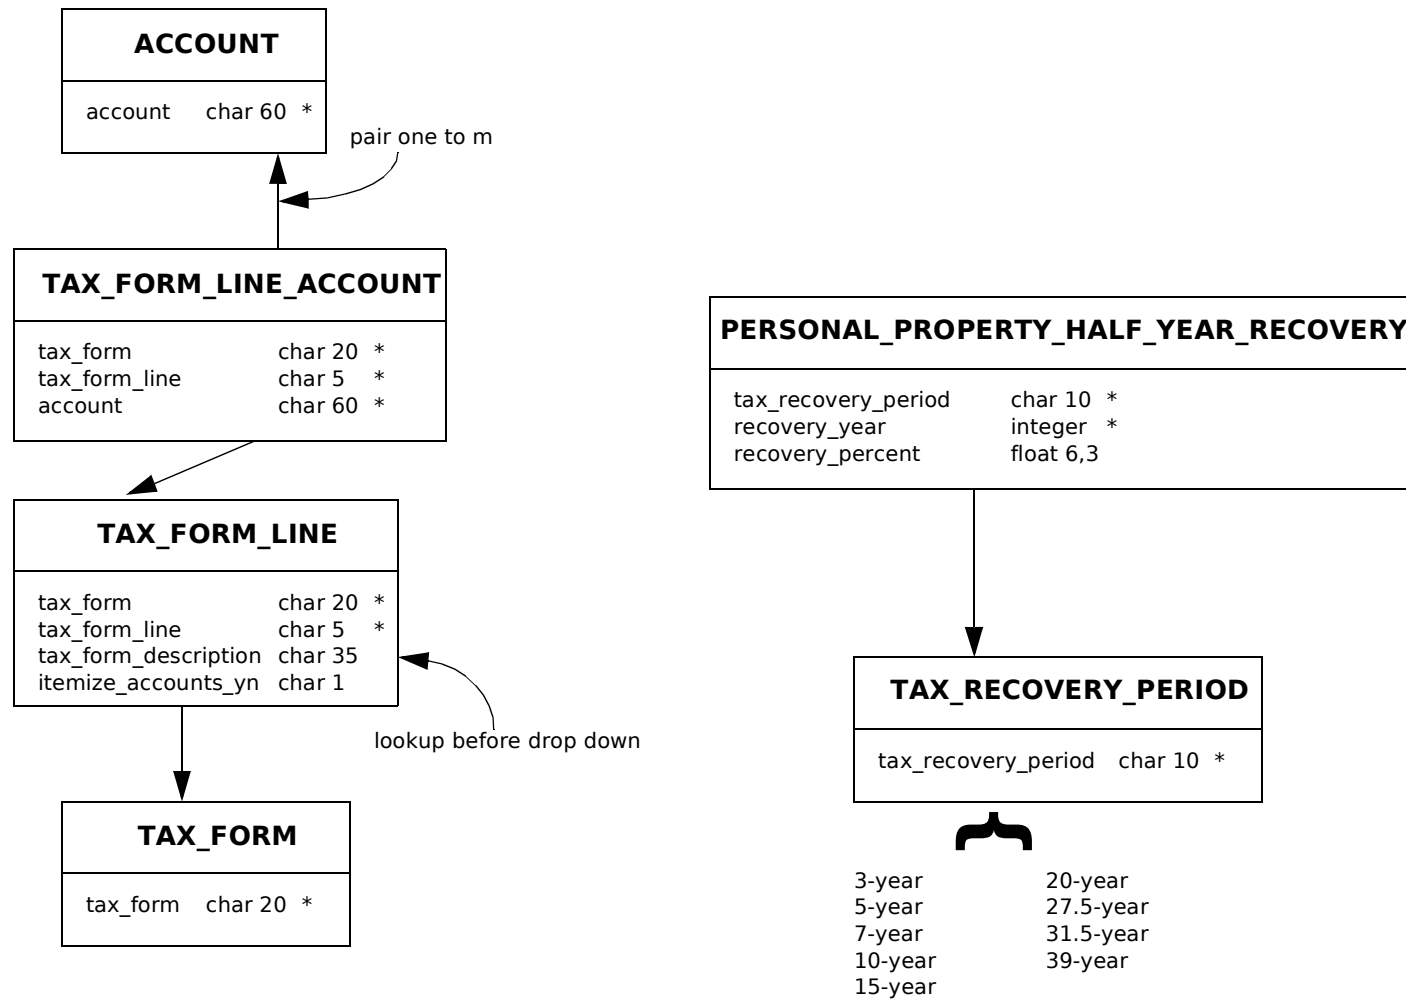 ACCOUNT
account char 60 *
pair one to m
TAX_FORM_LINE_ACCOUNT
tax_form char 20 *
tax_form_line char 5 *
account char 60 *
TAX_FORM_LINE
tax_form char 20 *
tax_form_line char 5 *
tax_form_description char 35
itemize_accounts_yn char 1
lookup before drop down
TAX_FORM
tax_form char 20 *
PERSONAL_PROPERTY_HALF_YEAR_RECOVERY
tax_recovery_period char 10 *
recovery_year integer *
recovery_percent float 6,3
TAX_RECOVERY_PERIOD
tax_recovery_period char 10 *
3-year
5-year
7-year
10-year
15-year
20-year
27.5-year
31.5-year
39-year